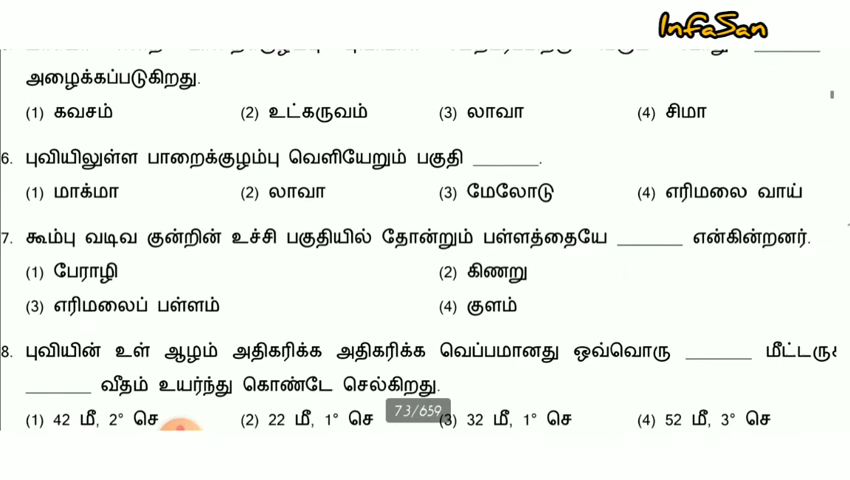 InFaSan
அழைக்கப்படுகிறது.
(1) கவசம் (2) உட்கருவம் (3) லாவா (4) சிமா
6. புவியிலுள்ள பாறைக்குழம்பு வெளியேறும் பகுதி _______.
(1) மாக்மா (2) லாவா (3) மேலோடு (4) எரிமலை வாய்
7. கூம்பு வடிவ குன்றின் உச்சி பகுதியில் தோன்றும் பள்ளத்தையே _______ என்கின்றனர்.
(1) பேராழி (2) கிணறு
(3) எரிமலைப் பள்ளம் (4) குளம்
8. புவியின் உள் ஆழம் அதிகரிக்க அதிகரிக்க வெப்பமானது ஒவ்வொரு _______
_______ வீதம் உயர்ந்து கொண்டே செல்கிறது.
(1) 42 மீ, 2° செ (2) 22 மீ, 1° செ (3) 32 மீ, 1° செ (4) 52 மீ, 3° செ
73/659